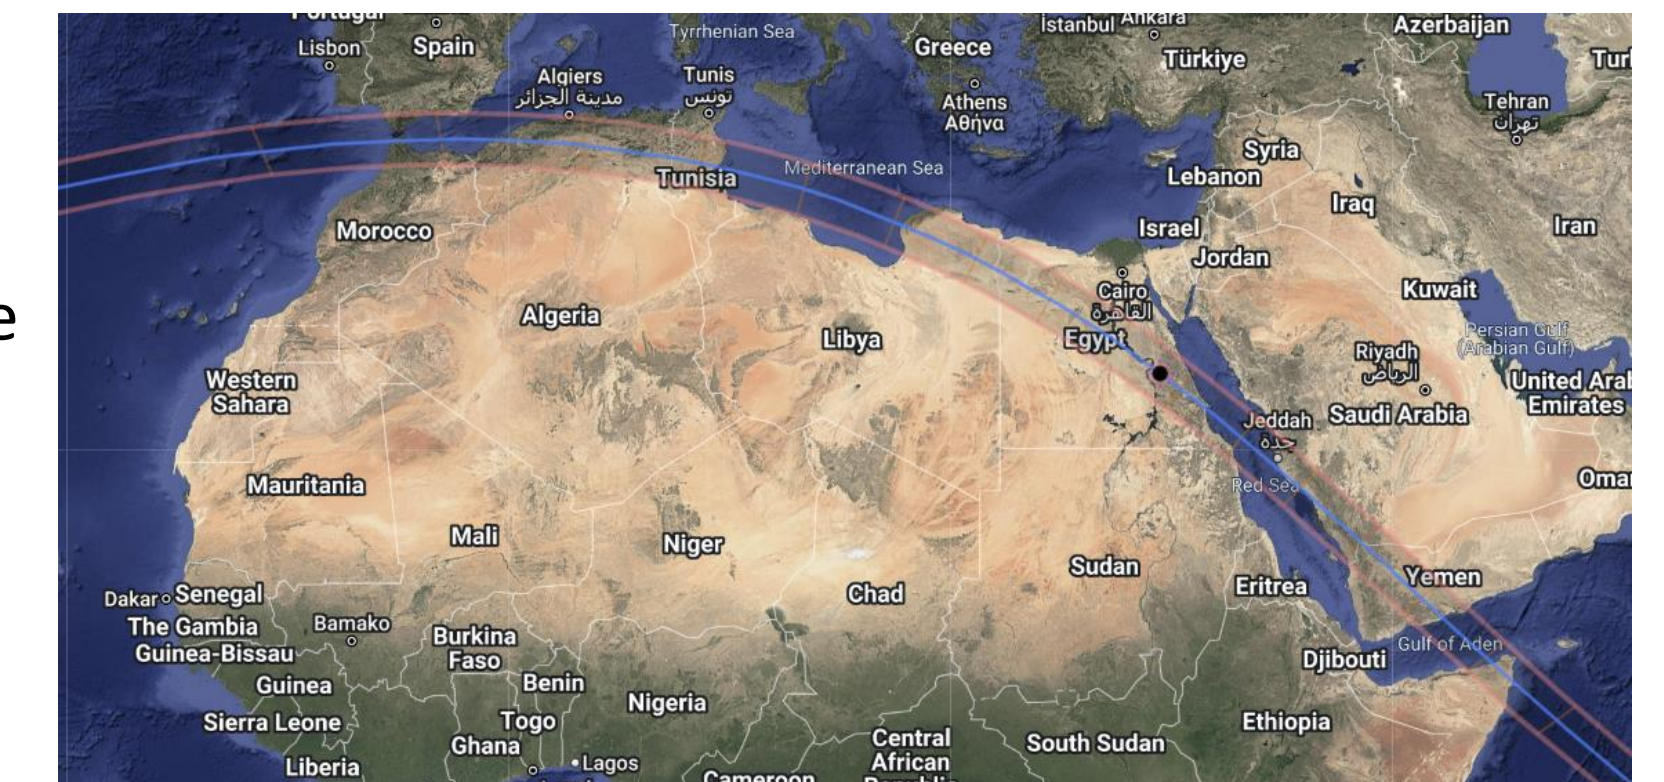 Portugal
Lisbon
Spain
Tyrrhenian Sea
Greece
İstanbul
Ankara
Türkiye
Azerbaijan
Algiers
مدينة الجزائر
Tunis
تونس
Athens
Αθήνα
Tehran
تهران
Mediterranean Sea
Tunisia
Syria
Lebanon
Iraq
Iran
Morocco
Israel
Jordan
Kuwait
Cairo
القاهرة
e
Algeria
Libya
Egypt
Persian Gulf
(Arabian Gulf)
Riyadh
الرياض
Western
Sahara
United Arab
Emirates
Jeddah
جدة
Saudi Arabia
Mauritania
Red Sea
Oman
Mali
Niger
Sudan
Chad
Eritrea
Yemen
Dakar
Senegal
The Gambia
Guinea-Bissau
Bamako
Burkina
Faso
Gulf of Aden
Djibouti
Guinea
Benin
Nigeria
Sierra Leone
Togo
Ghana
Ethiopia
South Sudan
Central
African
Republic
Liberia
Lagos
Cameroon